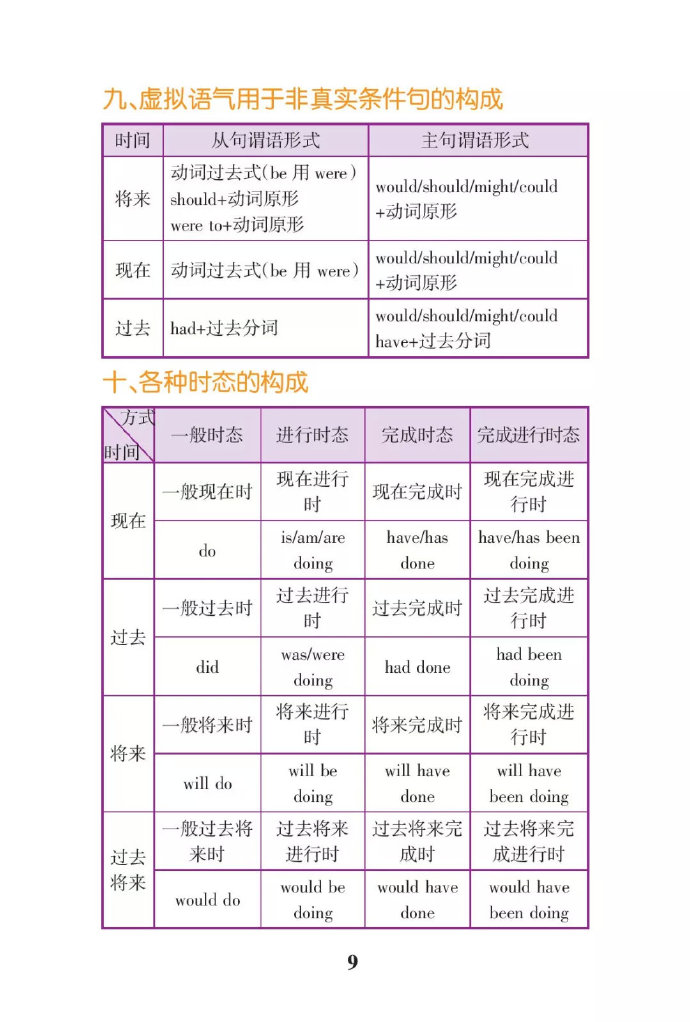 九、虚拟语气用于非真实条件句的构成
时间 从句谓语形式 主句谓语形式
将来
动词过去式(be 用 were)
should+动词原形
were to+动词原形
would/should/might/could
+动词原形
现在
动词过去式(be 用 were)
would/should/might/could
+动词原形
过去
had+过去分词
would/should/might/could
have+过去分词
十、各种时态的构成
方式
时间
一般时态 进行时态 完成时态 完成进行时态
现在
一般现在时
现在进行
时
现在完成时
现在完成进
行时
do
is/am/are
doing
have/has
done
have/has been
doing
过去
一般过去时
过去进行
时
过去完成时
过去完成进
行时
did
was/were
doing
had done
had been
doing
将来
一般将来时
将来进行
时
将来完成时
将来完成进
行时
will do
will be
doing
will have
done
will have
been doing
过去
将来
一般过去将
来时
过去将来
进行时
过去将来完
成时
过去将来完
成进行时
would do
would be
doing
would have
done
would have
been doing
9